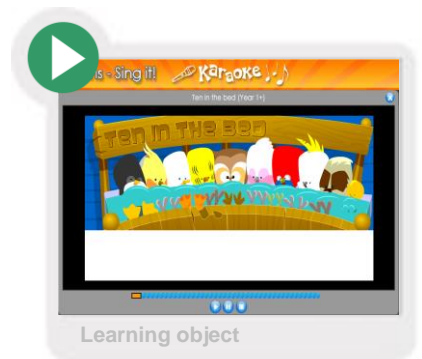 s - Sing it! Karaoke
Ten in the bed (Year 1+)
TEN IN THE BED
Learning object